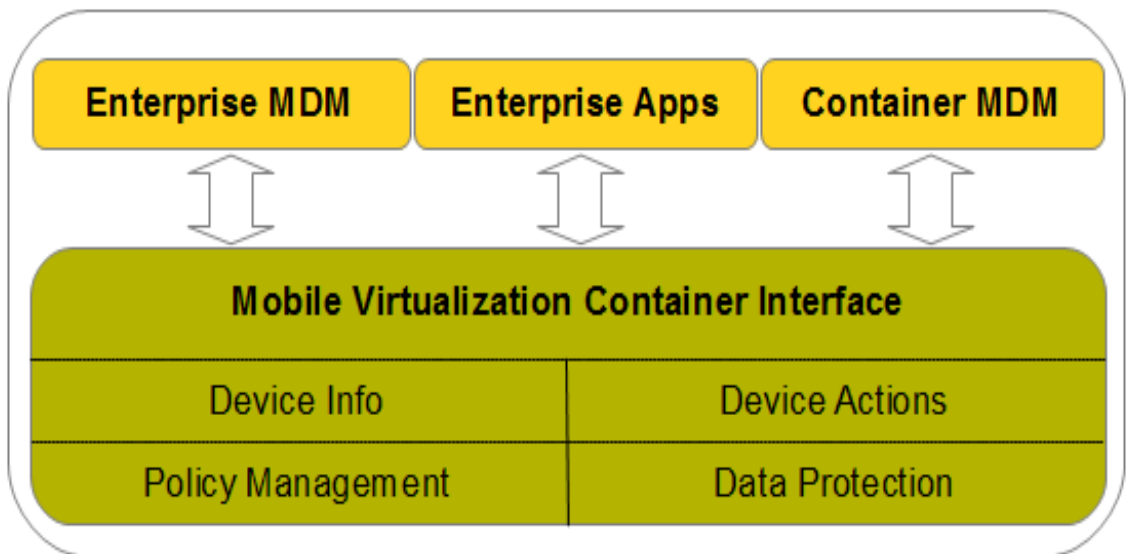 Enterprise MDM
Enterprise Apps
Container MDM
Mobile Virtualization Container Interface
Device Info
Device Actions
Policy Management
Data Protection